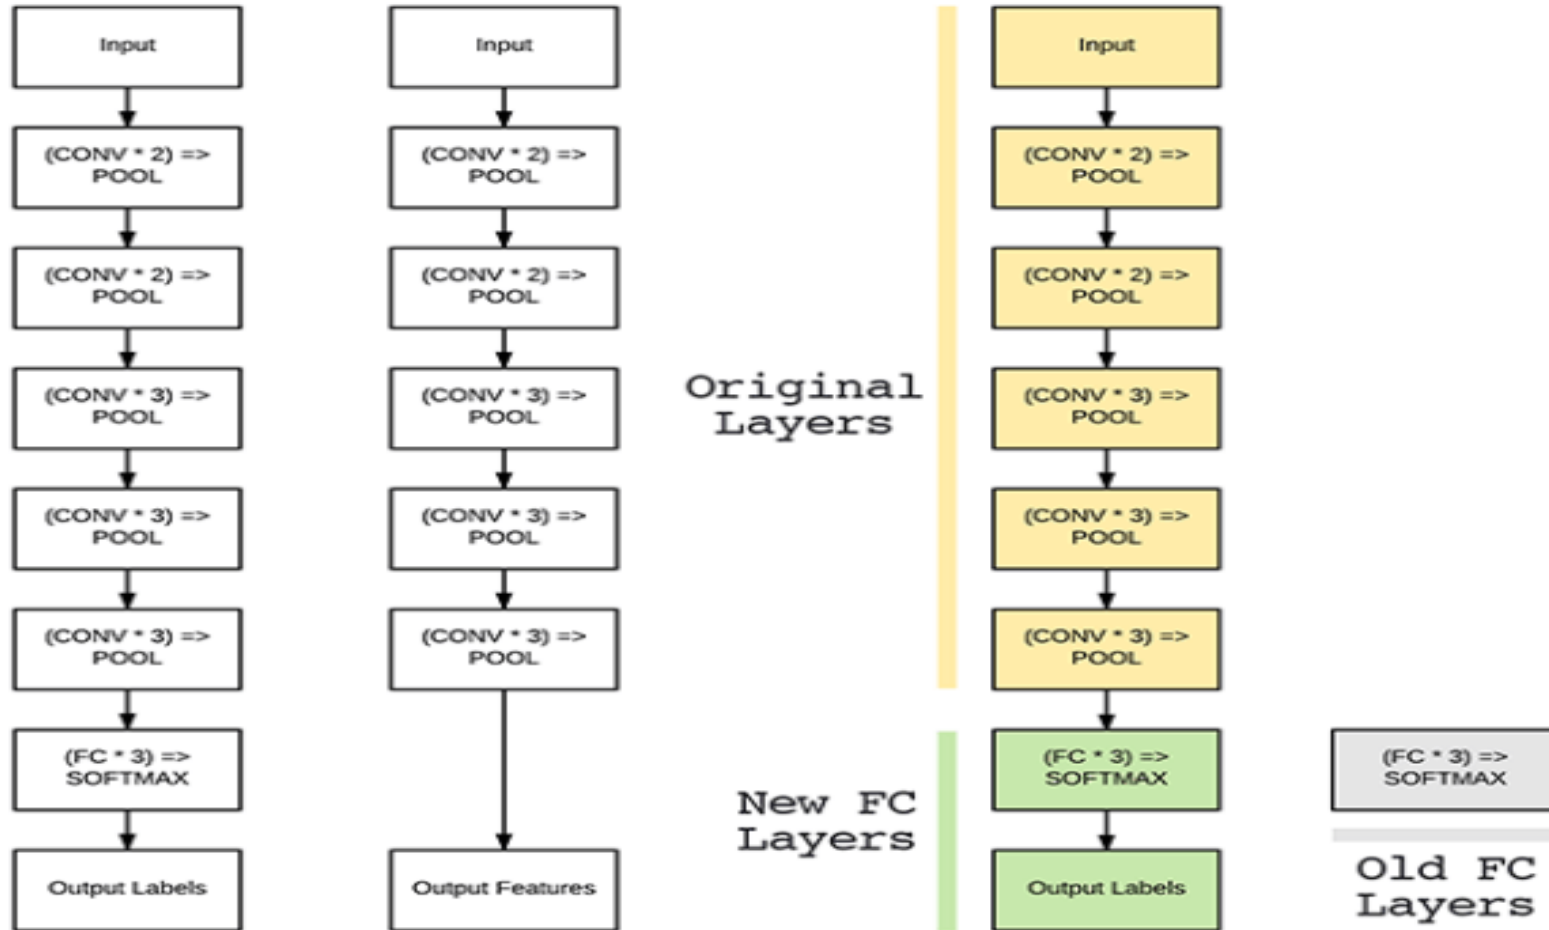 Input
(CONV * 2) =>
POOL
(CONV * 2) =>
POOL
(CONV * 3) =>
POOL
(CONV * 3) =>
POOL
(CONV * 3) =>
POOL
(FC * 3) =>
SOFTMAX
Output Labels
Input
(CONV * 2) =>
POOL
(CONV * 2) =>
POOL
(CONV * 3) =>
POOL
(CONV * 3) =>
POOL
(CONV * 3) =>
POOL
Output Features
Original
Layers
New FC
Layers
Input
(CONV * 2) =>
POOL
(CONV * 2) =>
POOL
(CONV * 3) =>
POOL
(CONV * 3) =>
POOL
(CONV * 3) =>
POOL
(FC * 3) =>
SOFTMAX
Output Labels
(FC * 3) =>
SOFTMAX
Old FC
Layers